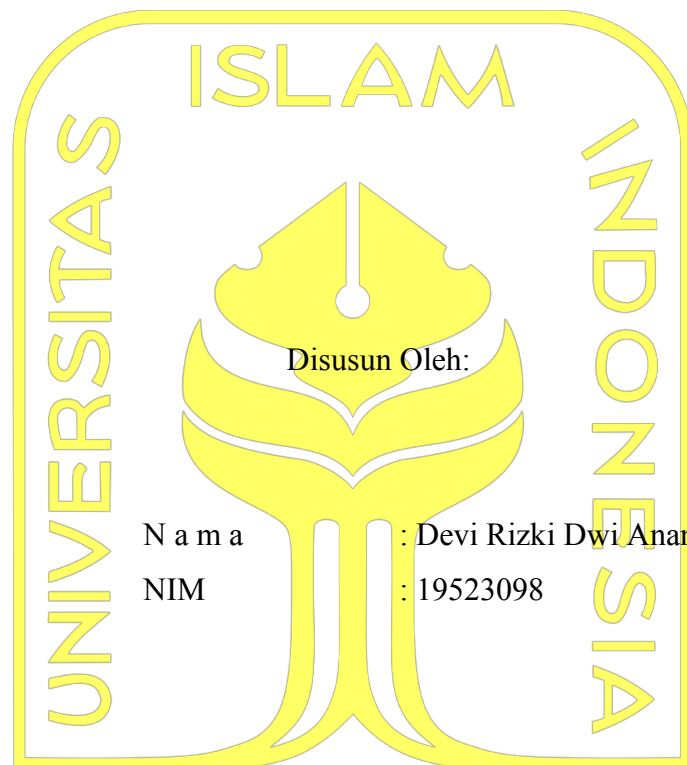 ISLAM
UNIVERSITAS
INDONESIA
Disusun Oleh:
N a m a : Devi Rizki Dwi
NIM : 19523098